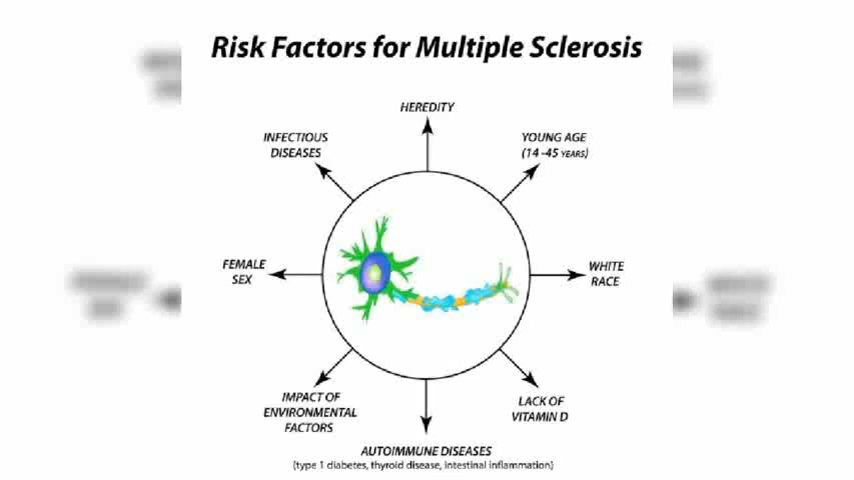 Risk Factors for Multiple Sclerosis
HEREDITY
INFECTIOUS
DISEASES
YOUNG AGE
(14 -45 YEARS)
FEMALE
SEX
WHITE
RACE
IMPACT OF
ENVIRONMENTAL
FACTORS
LACK OF
VITAMIN D
AUTOIMMUNE DISEASES
(type 1 diabetes, thyroid disease, intestinal inflammation)